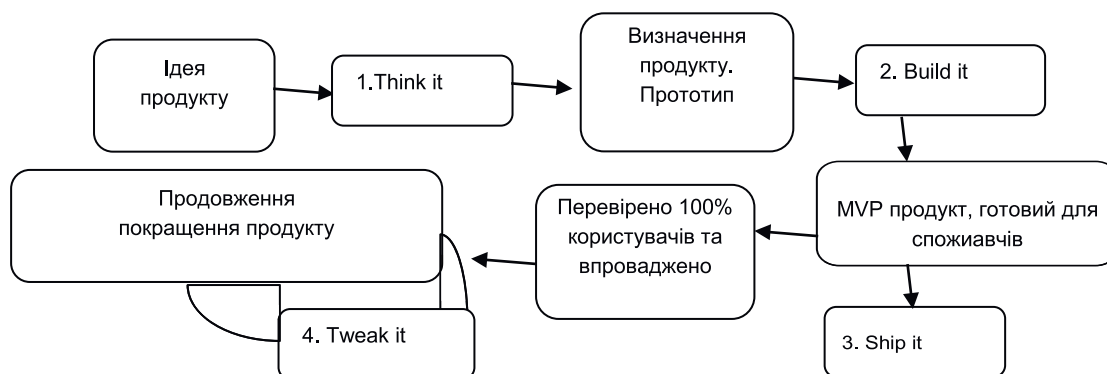 Ідея
продукту
1.Think it
Визначення
продукту.
Прототип
2. Build it
MVP продукт, готовий для
спожиавчів
3. Ship it
Перевірено 100%
користувачів та
впроваджено
4. Tweak it
Продовження
покращення продукту